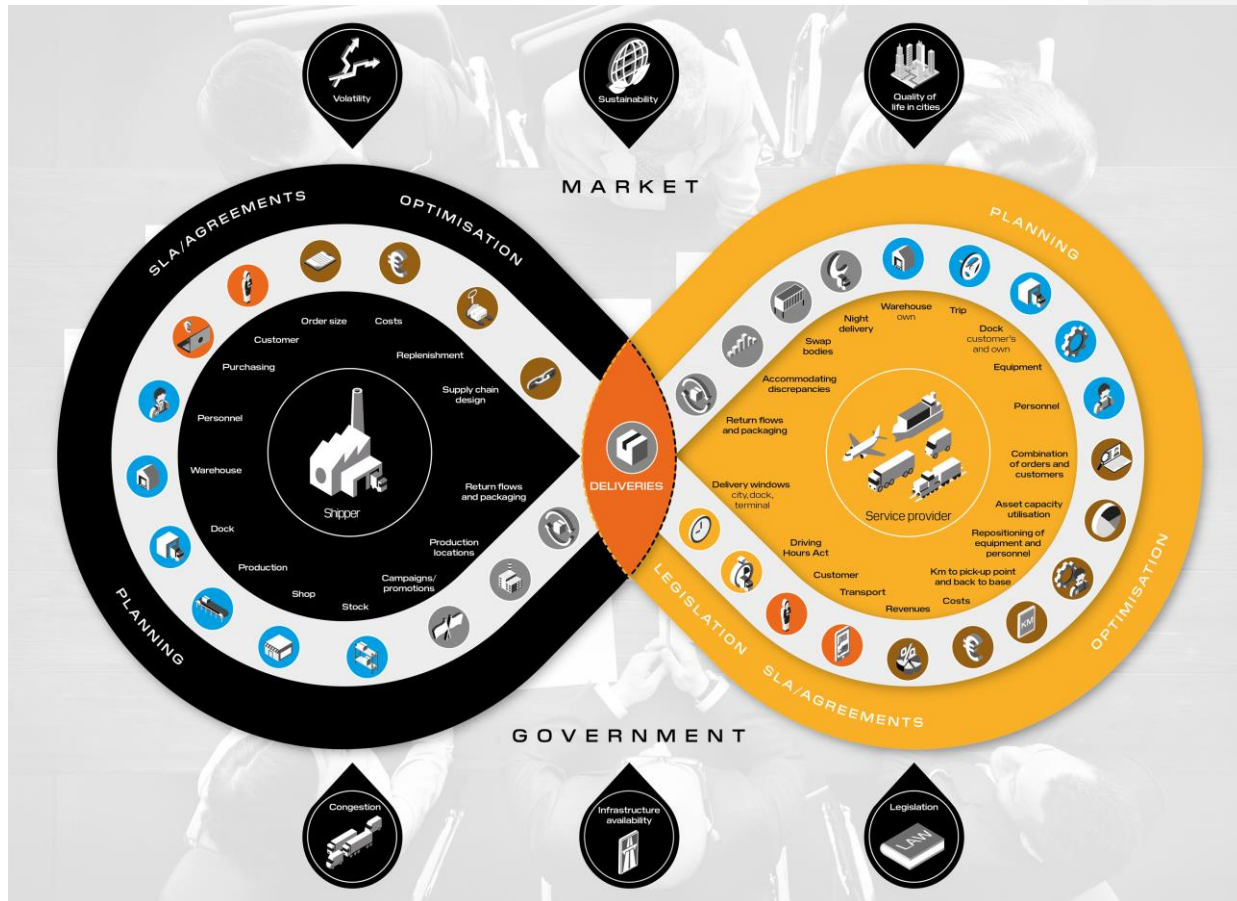 Volatility
Sustainability
Quality of
life in cities
MARKET
SLA/AGREEMENTS
OPTIMISATION
PLANNING
Order size
Costs
Customer
Replenishment
Purchasing
Supply chain
design
Personnel
Warehouse
Return flows
and packaging
Shipper
Dock
Production
locations
Production
Campaigns/
promotions
Shop
Stock
PLANNING
€
€
DELIVERIES
Warehouse
own
Trip
Night
delivery
Dock
customer's
and own
Swap
bodies
Equipment
Accommodating
discrepancies
Personnel
Return flows
and packaging
Combination
of orders and
customers
Delivery windows
city, dock,
terminal
Asset capacity
utilisation
Service provider
Repositioning of
equipment and
personnel
Driving
Hours Act
Km to pick-up point
and back to base
Customer
Transport
Costs
Revenues
KM
%
€
LEGISLATION
SLA/AGREEMENTS
OPTIMISATION
GOVERNMENT
Congestion
Infrastructure
availability
Legislation
LAW